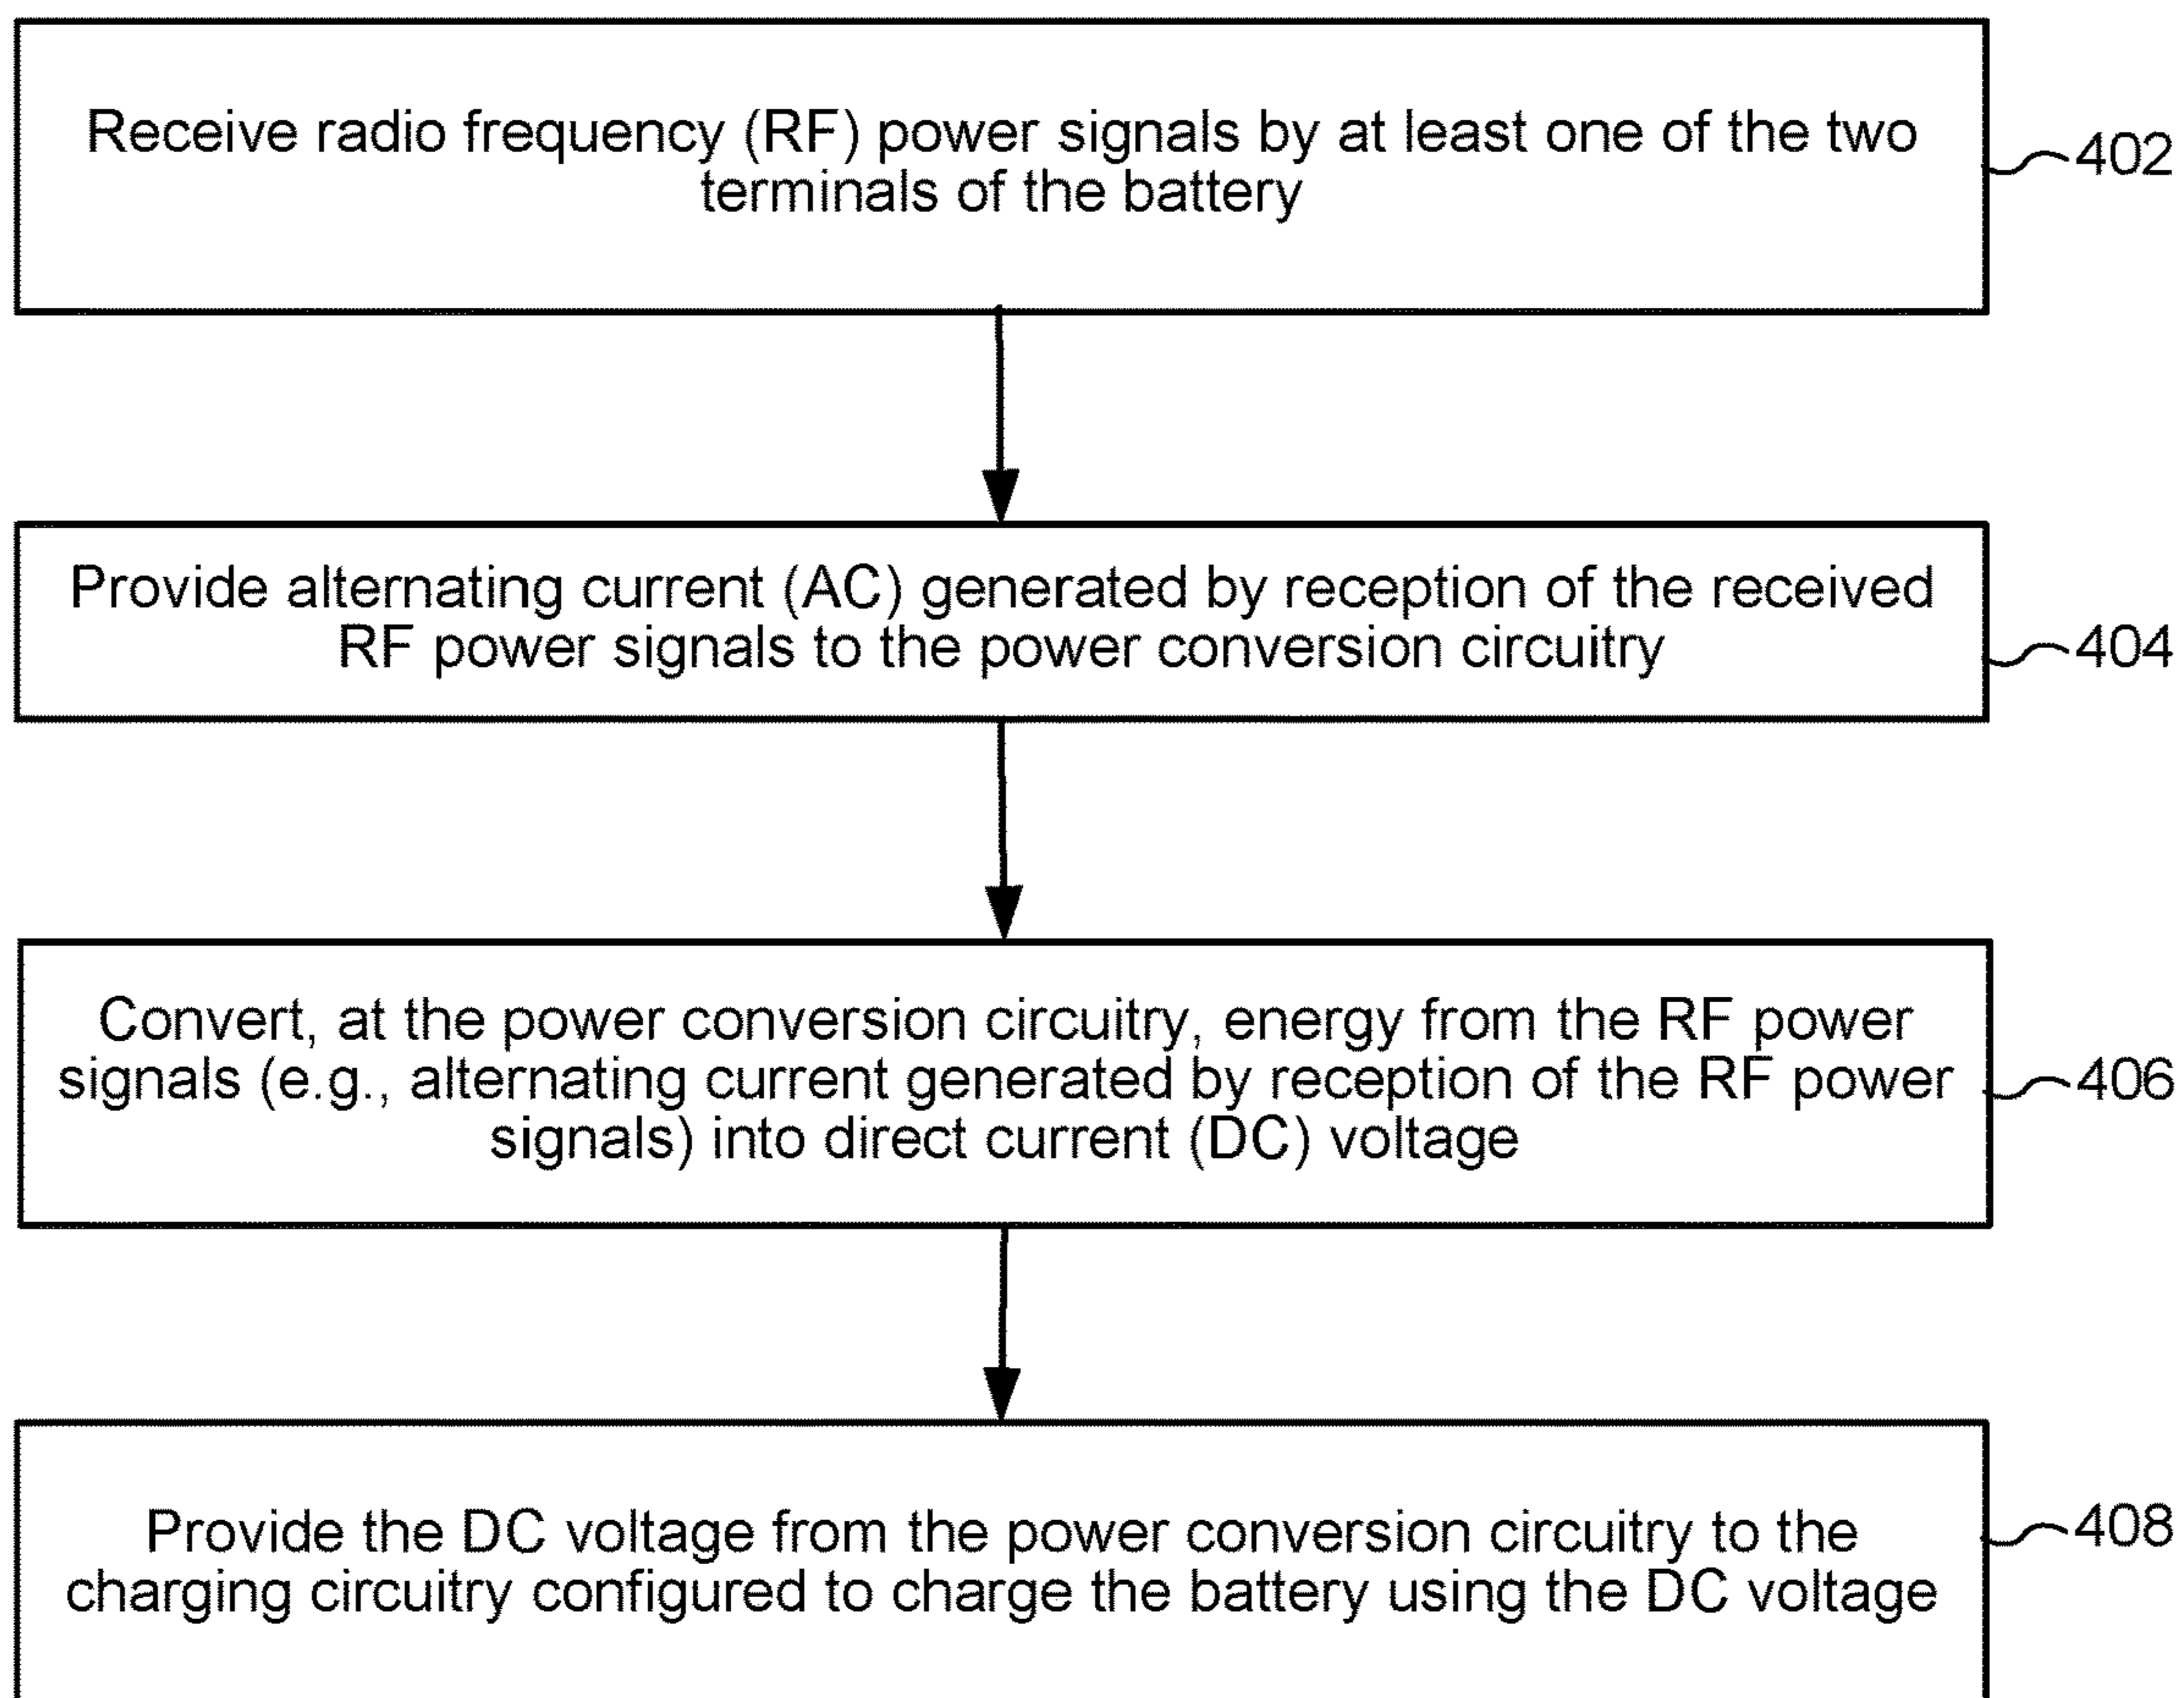 Receive radio frequency (RF) power signals by at least one of the two
terminals of the battery
402
Provide alternating current (AC) generated by reception of the received
RF power signals to the power conversion circuitry
404
Convert, at the power conversion circuitry, energy from the RF power
signals (e.g., alternating current generated by reception of the RF power
signals) into direct current (DC) voltage
406
Provide the DC voltage from the power conversion circuitry to the
charging circuitry configured to charge the battery using the DC voltage
408